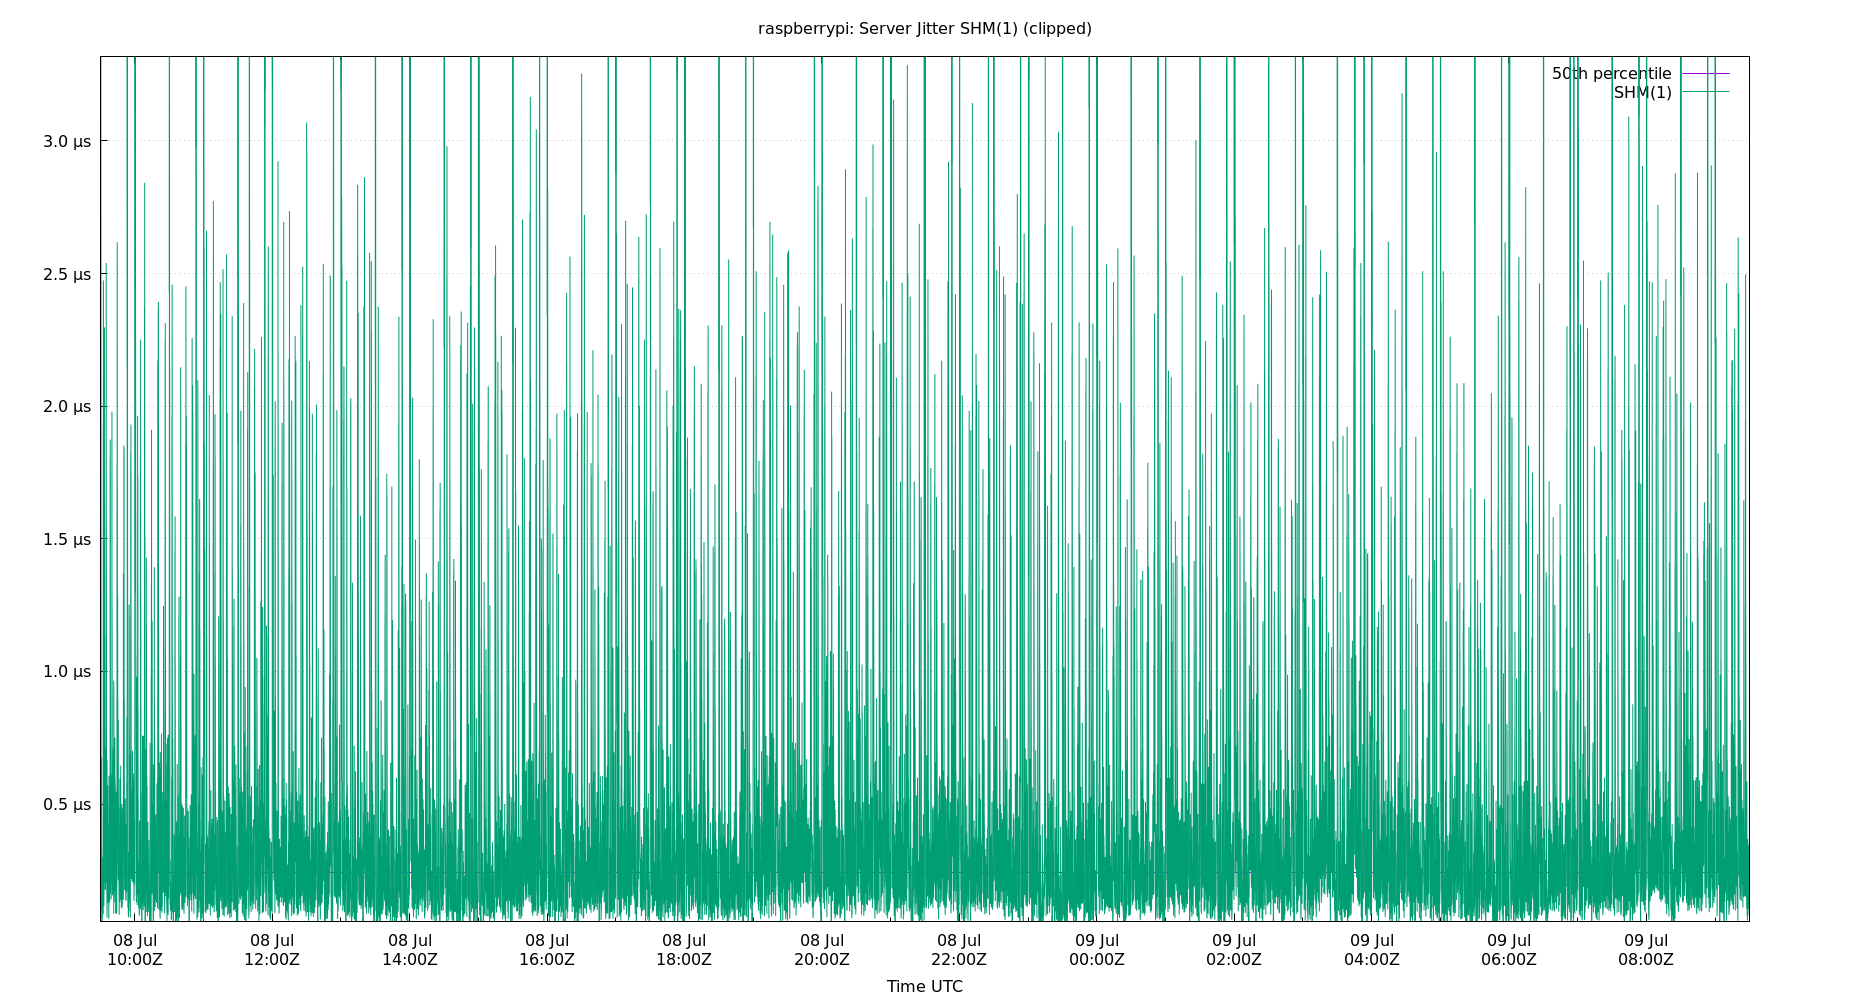 raspberrypi: Server Jitter SHM(1) (clipped)
50th percentile
SHM(1)
3.0 µs
2.5 µs
2.0 µs
1.5 µs
1.0 µs
0.5 µs
08 Jul 08 Jul 08 Jul 08 Jul 08 Jul 08 Jul 08 Jul 09 Jul 09 Jul 09 Jul 09 Jul 09 Jul
10:00Z 12:00Z 14:00Z 16:00Z 18:00Z 20:00Z 22:00Z 00:00Z 02:00Z 04:00Z 06:00Z 08:00Z
Time UTC